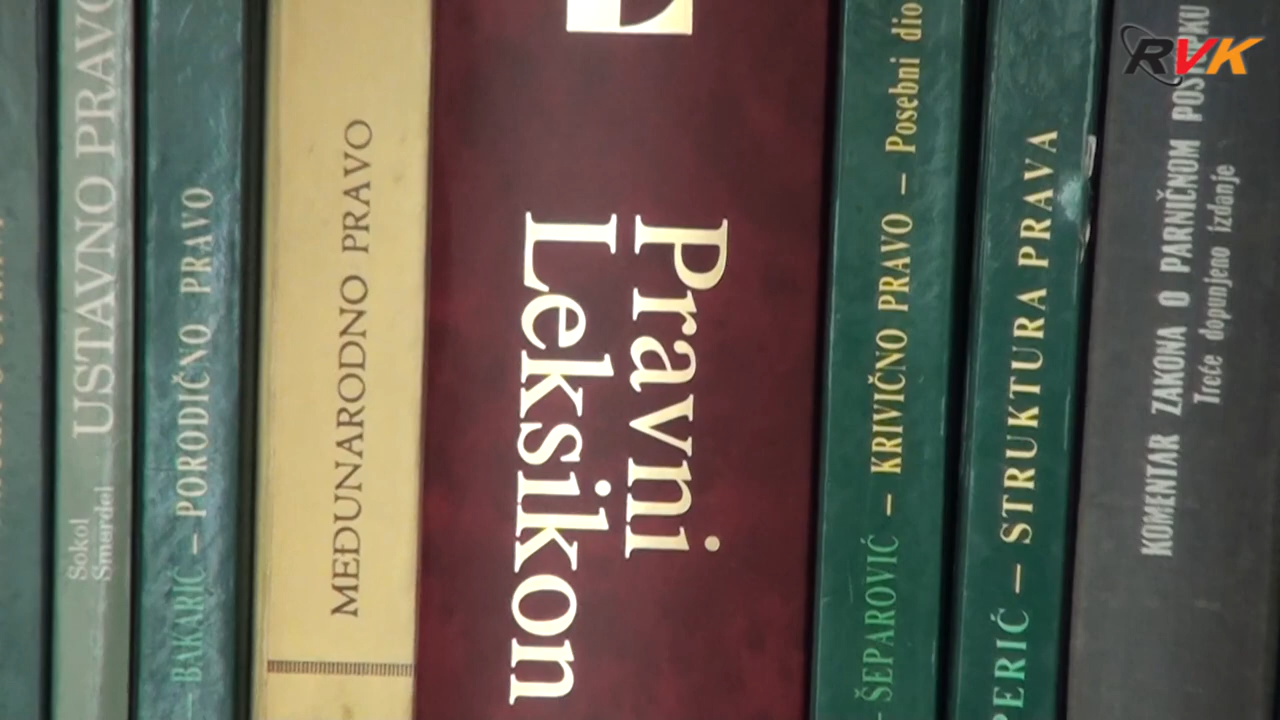 Sokol
Smerdel
USTAVNO PRAVO
BAKARIĆ – PORODIČNO PRAVO
MEĐUNARODNO PRAVO
Pravni
Leksikon
– ŠEPAROVIĆ – KRIVIČNO PRAVO – Posebni dio
PERIĆ – STRUKTURA PRAVA
KOMENTAR ZAKONA O PARNIČNOM POSTUPKU
Treće dopunjeno izdanje
RVK